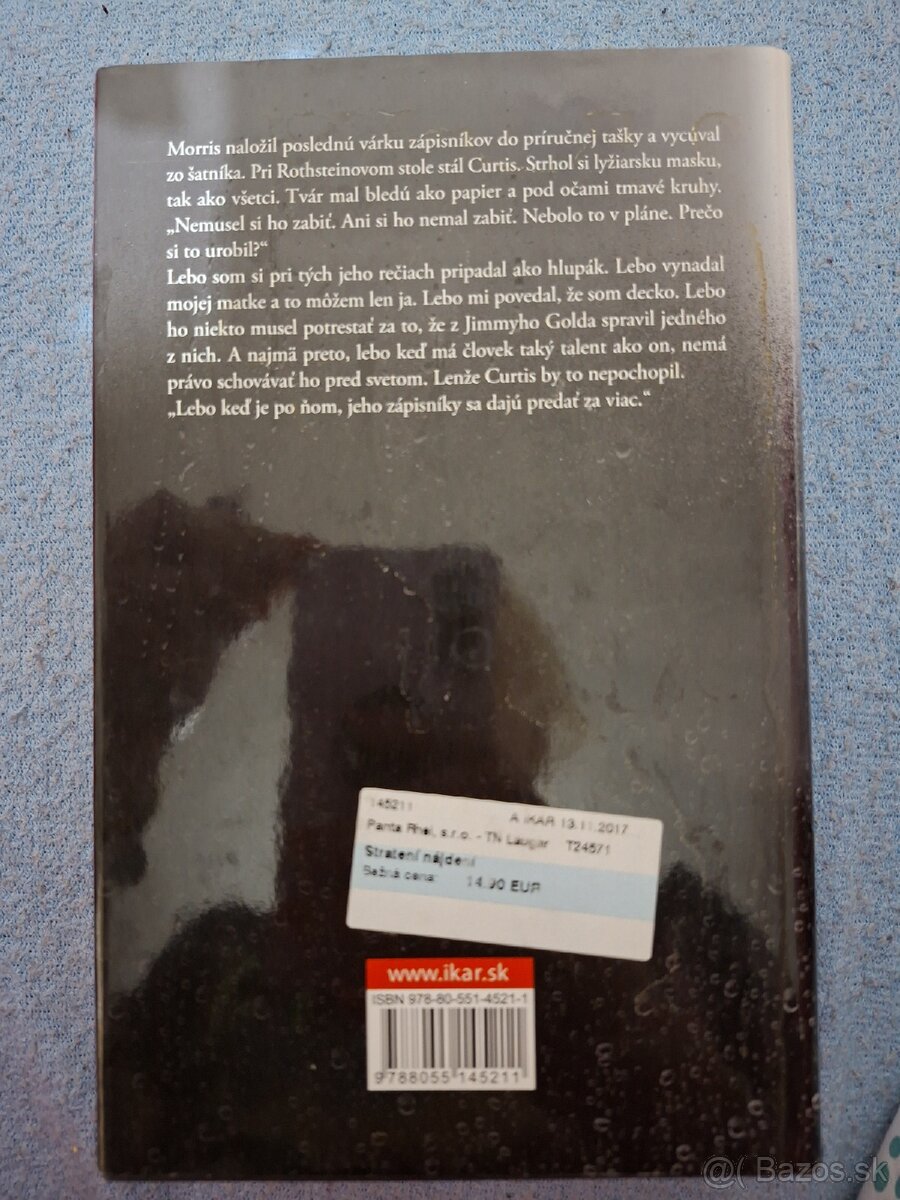 Morris naložil poslednú várku zápisníkov do príručnej tašky a vycúval
zo šatníka. Pri Rothsteinovom stole stál Curtis. Strhol si lyžiarsku masku,
tak ako všetci. Tvár mal bledú ako papier a pod očami tmavé kruhy.
„Nemusel si ho zabiť. Ani si ho nemal zabiť. Nebolo to v pláne. Prečo
si to urobil?“
Lebo som si pri tých jeho rečiach pripadal ako hlupák. Lebo vynadal
mojej matke a to môžem len ja. Lebo mi povedal, že som decko. Lebo
ho niekto musel potrestať za to, že z Jimmyho Golda spravil jedného
z nich. A najmä preto, lebo keď má človek taký talent ako on, nemá
právo schovávať ho pred svetom. Lenže Curtis by to nepochopil.
„Lebo keď je po ňom, jeho zápisníky sa dajú predať za viac.“
145211 A IKAR 13.11.2017
Panta Rhei, s.r.o. - TN Laugar T24571
Stratení nájdení
Bežná cena: 14.90 EUR
www.ikar.sk
ISBN 978-80-551-4521-1
9788055 145211
@( Bazos.sk